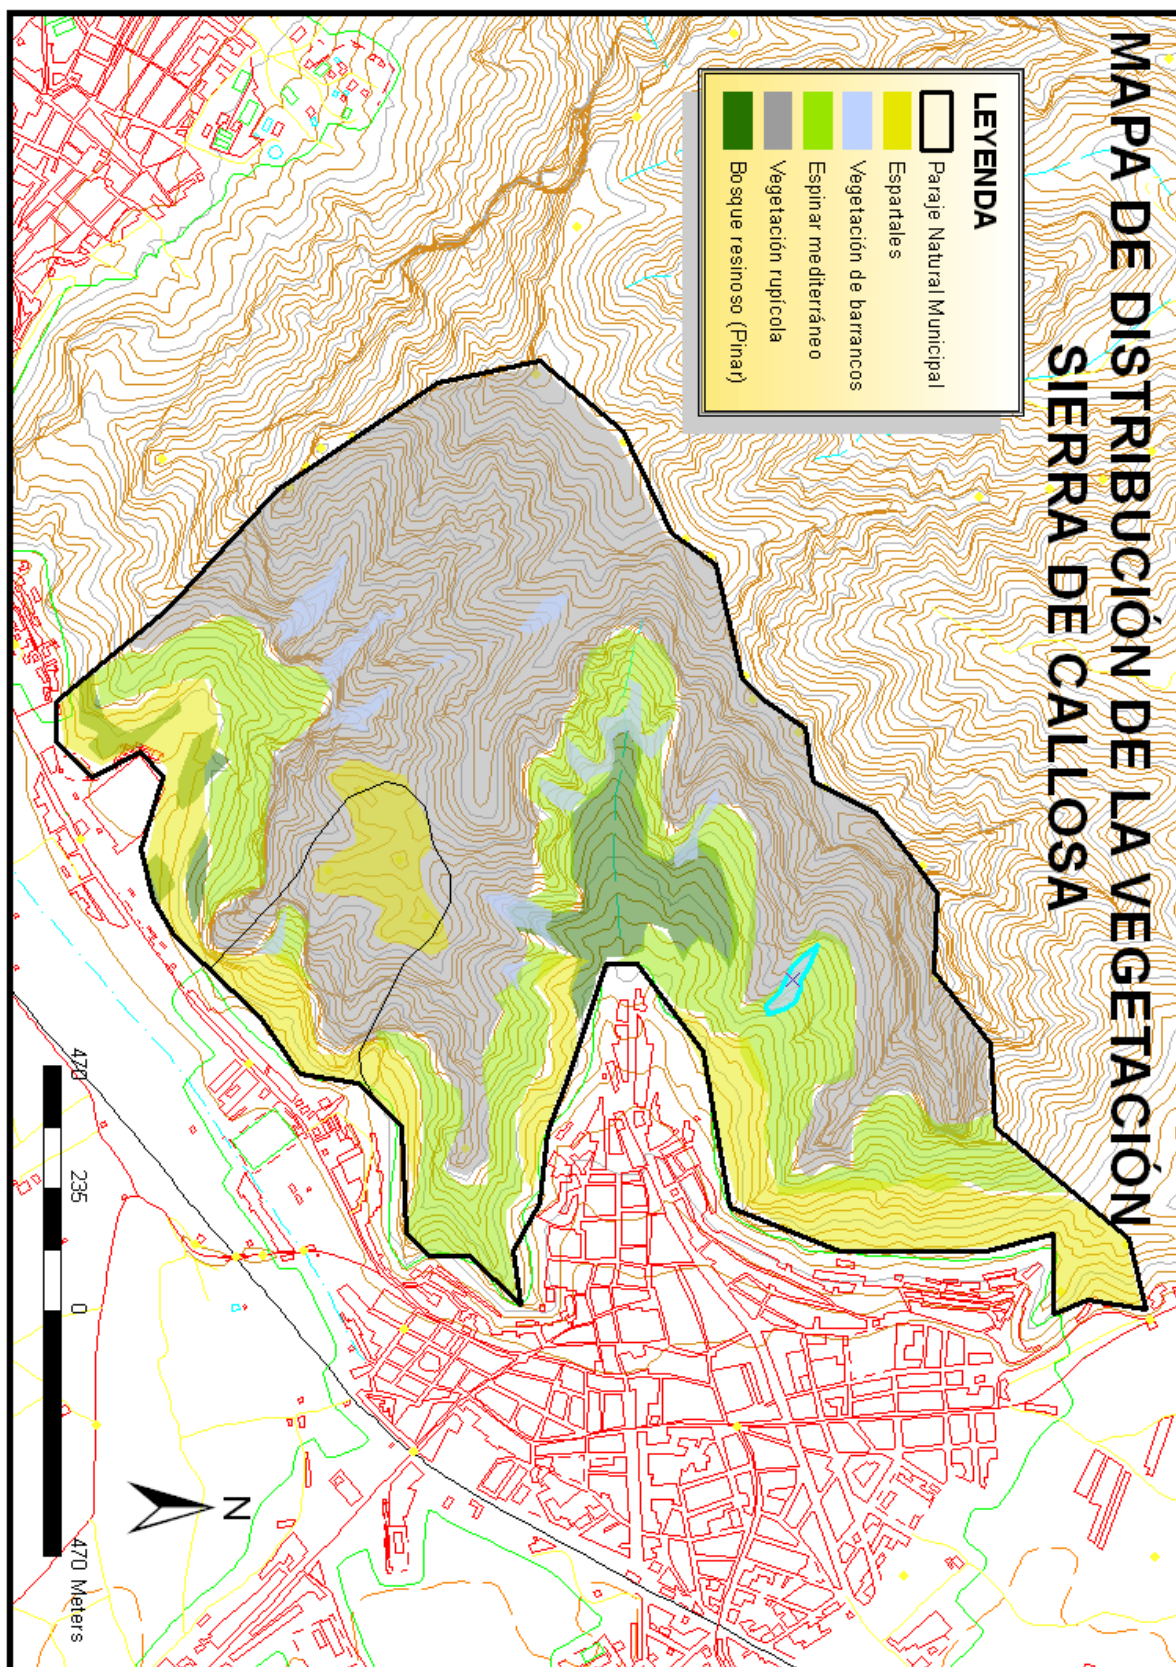 MAPA DE DISTRIBUCIÓN DE LA VEGETACIÓN
SIERRA DE CALLOSA
LEYENDA
Paraje Natural Municipal
Espartales
Vegetación de barrancos
Espinar mediterráneo
Vegetación rupícola
Bosque resinoso (Pinar)
N
470 235 0 470 Meters